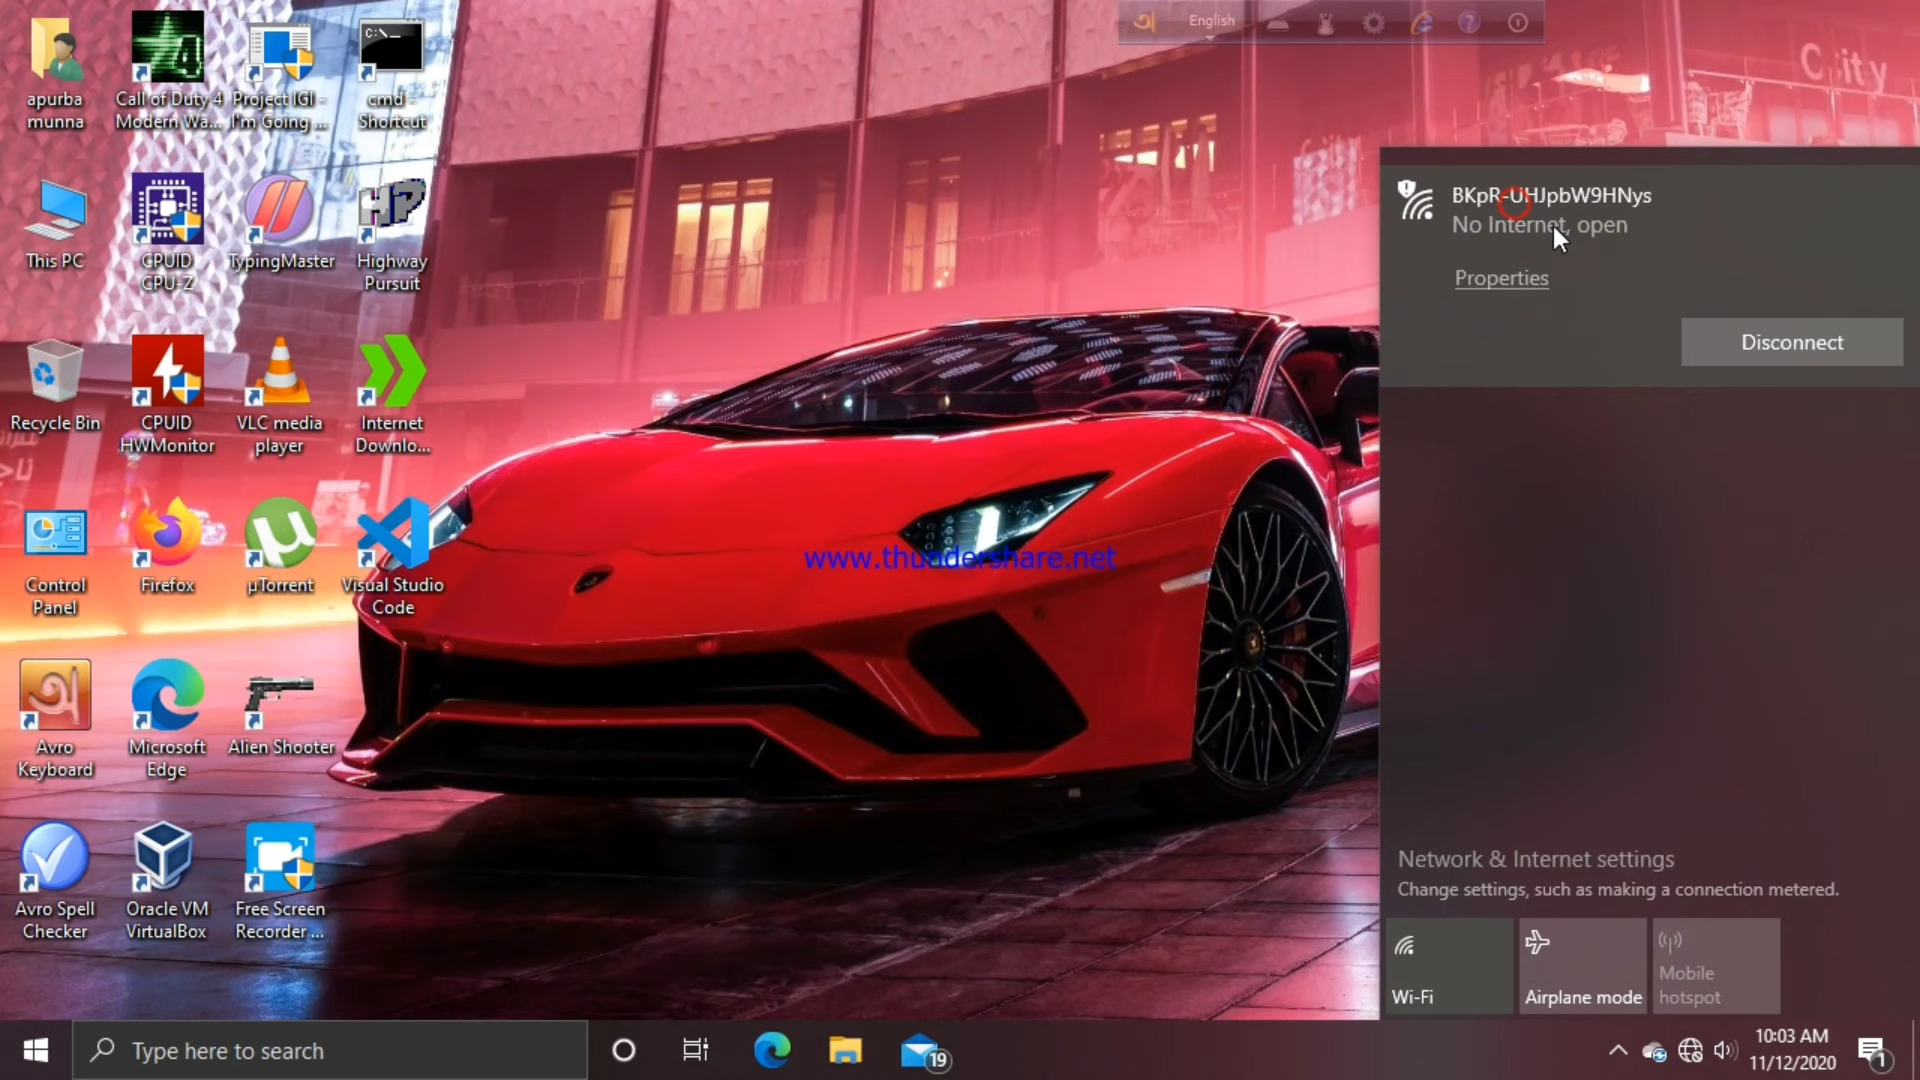 English
apurba
munna
Call of Duty 4
Modern Wa...
Project IGI -
I'm Going ...
cmd -
Shortcut
This PC
CPUID
CPU-Z
TypingMaster
Highway
Pursuit
Recycle Bin
CPUID
HWMonitor
VLC media
player
Internet
Downlo...
Control
Panel
Firefox
µTorrent
Visual Studio
Code
Avro
Keyboard
Microsoft
Edge
Alien Shooter
Avro Spell
Checker
Oracle VM
VirtualBox
Free Screen
Recorder ...
www.thundershare.net
City
BKpR-UHJpbW9HNys
No Internet, open
Properties
Disconnect
Network & Internet settings
Change settings, such as making a connection metered.
Wi-Fi
Airplane mode
Mobile
hotspot
Type here to search
19
10:03 AM
11/12/2020
1